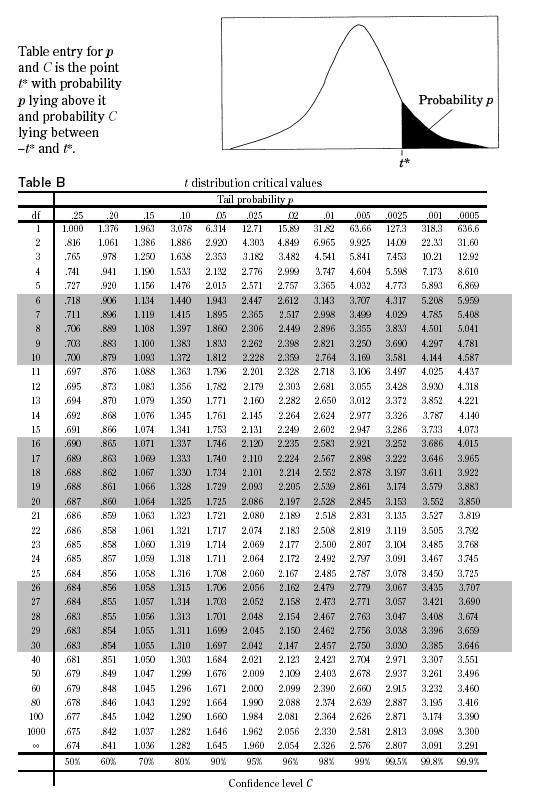 Table entry for p
and C is the point
t* with probability
p lying above it
and probability C
lying between
–t* and t*.
Probability p
t*
Table B t distribution critical values
Tail probability p
df .25 .20 .15 .10 .05 .025 .02 .01 .005 .0025 .001 .0005
1 1.000 1.376 1.963 3.078 6.314 12.71 15.89 31.82 63.66 127.3 318.3 636.6
2 .816 1.061 1.386 1.886 2.920 4.303 4.849 6.965 9.925 14.09 22.33 31.60
3 .765 .978 1.250 1.638 2.353 3.182 3.482 4.541 5.841 7.453 10.21 12.92
4 .741 .941 1.190 1.533 2.132 2.776 2.999 3.747 4.604 5.598 7.173 8.610
5 .727 .920 1.156 1.476 2.015 2.571 2.757 3.365 4.032 4.773 5.893 6.869
6 .718 .906 1.134 1.440 1.943 2.447 2.612 3.143 3.707 4.317 5.208 5.959
7 .711 .896 1.119 1.415 1.895 2.365 2.517 2.998 3.499 4.029 4.785 5.408
8 .706 .889 1.108 1.397 1.860 2.306 2.449 2.896 3.355 3.833 4.501 5.041
9 .703 .883 1.100 1.383 1.833 2.262 2.398 2.821 3.250 3.690 4.297 4.781
10 .700 .879 1.093 1.372 1.812 2.228 2.359 2.764 3.169 3.581 4.144 4.587
11 .697 .876 1.088 1.363 1.796 2.201 2.328 2.718 3.106 3.497 4.025 4.437
12 .695 .873 1.083 1.356 1.782 2.179 2.303 2.681 3.055 3.428 3.930 4.318
13 .694 .870 1.079 1.350 1.771 2.160 2.282 2.650 3.012 3.372 3.852 4.221
14 .692 .868 1.076 1.345 1.761 2.145 2.264 2.624 2.977 3.326 3.787 4.140
15 .691 .866 1.074 1.341 1.753 2.131 2.249 2.602 2.947 3.286 3.733 4.073
16 .690 .865 1.071 1.337 1.746 2.120 2.235 2.583 2.921 3.252 3.686 4.015
17 .689 .863 1.069 1.333 1.740 2.110 2.224 2.567 2.898 3.222 3.646 3.965
18 .688 .862 1.067 1.330 1.734 2.101 2.214 2.552 2.878 3.197 3.611 3.922
19 .688 .861 1.066 1.328 1.729 2.093 2.205 2.539 2.861 3.174 3.579 3.883
20 .687 .860 1.064 1.325 1.725 2.086 2.197 2.528 2.845 3.153 3.552 3.850
21 .686 .859 1.063 1.323 1.721 2.080 2.189 2.518 2.831 3.135 3.527 3.819
22 .686 .858 1.061 1.321 1.717 2.074 2.183 2.508 2.819 3.119 3.505 3.792
23 .685 .858 1.060 1.319 1.714 2.069 2.177 2.500 2.807 3.104 3.485 3.768
24 .685 .857 1.059 1.318 1.711 2.064 2.172 2.492 2.797 3.091 3.467 3.745
25 .684 .856 1.058 1.316 1.708 2.060 2.167 2.485 2.787 3.078 3.450 3.725
26 .684 .856 1.058 1.315 1.706 2.056 2.162 2.479 2.779 3.067 3.435 3.707
27 .684 .855 1.057 1.314 1.703 2.052 2.158 2.473 2.771 3.057 3.421 3.690
28 .683 .855 1.056 1.313 1.701 2.048 2.154 2.467 2.763 3.047 3.408 3.674
29 .683 .854 1.055 1.311 1.699 2.045 2.150 2.462 2.756 3.038 3.396 3.659
30 .683 .854 1.055 1.310 1.697 2.042 2.147 2.457 2.750 3.030 3.385 3.646
40 .681 .851 1.050 1.303 1.684 2.021 2.123 2.423 2.704 2.971 3.307 3.551
50 .679 .849 1.047 1.299 1.676 2.009 2.109 2.403 2.678 2.937 3.261 3.496
60 .679 .848 1.045 1.296 1.671 2.000 2.099 2.390 2.660 2.915 3.232 3.460
80 .678 .846 1.043 1.292 1.664 1.990 2.088 2.374 2.639 2.887 3.195 3.416
100 .677 .845 1.042 1.290 1.660 1.984 2.081 2.364 2.626 2.871 3.174 3.390
1000 .675 .842 1.037 1.282 1.646 1.962 2.056 2.330 2.581 2.813 3.098 3.300
∞ .674 .841 1.036 1.282 1.645 1.960 2.054 2.326 2.576 2.807 3.091 3.291
50% 60% 70% 80% 90% 95% 96% 98% 99% 99.5% 99.8% 99.9%
Confidence level C